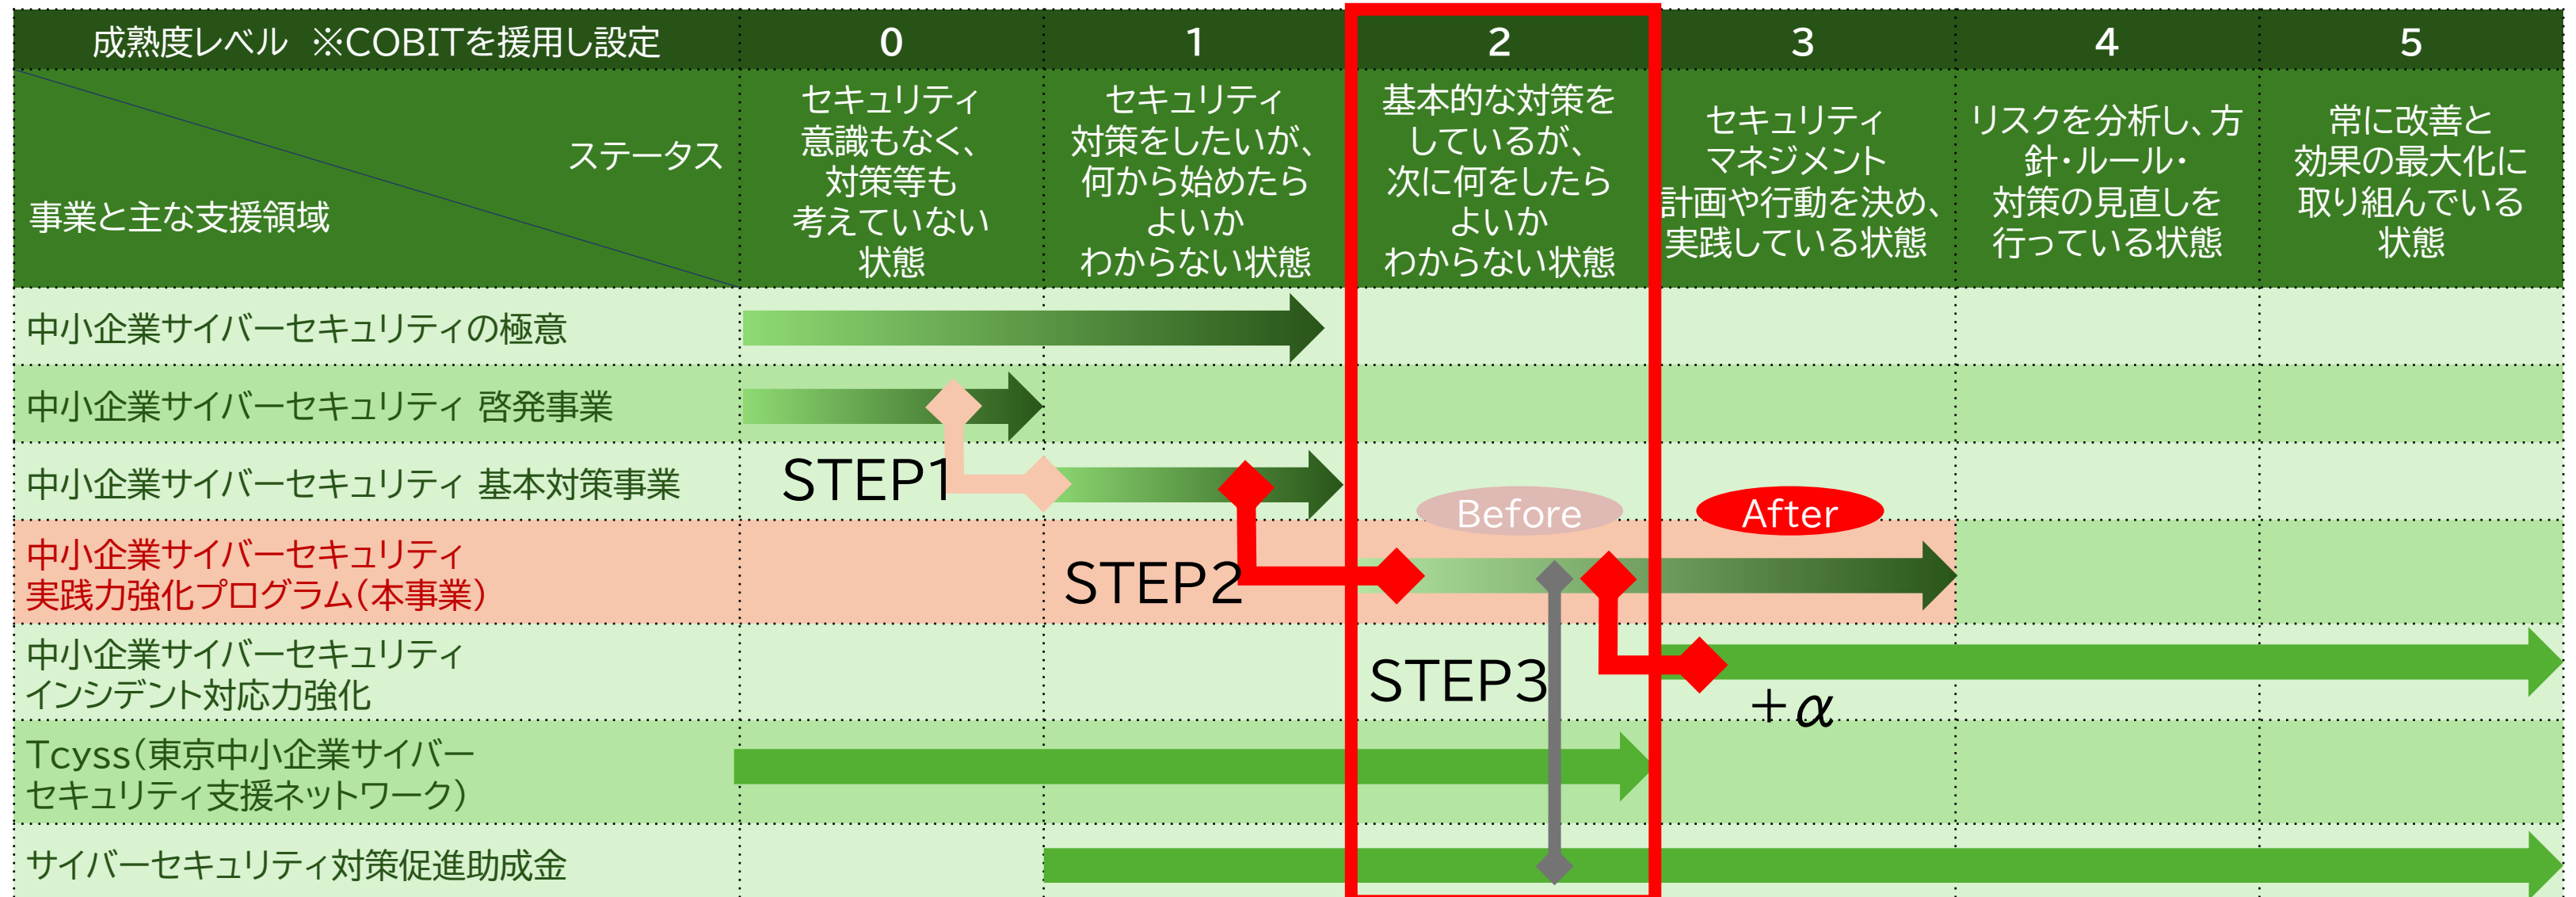 成熟度レベル ※COBITを援用し設定
0
1
2
3
4
5
ステータス
事業と主な支援領域
セキュリティ
意識もなく、
対策等も
考えていない
状態
セキュリティ
対策をしたいが、
何から始めたら
よいか
わからない状態
基本的な対策を
しているが、
次に何をしたら
よいか
わからない状態
セキュリティ
マネジメント
計画や行動を決め、
実践している状態
リスクを分析し、方
針・ルール・
対策の見直しを
行っている状態
常に改善と
効果の最大化に
取り組んでいる
状態
中小企業サイバーセキュリティの極意
中小企業サイバーセキュリティ 啓発事業
中小企業サイバーセキュリティ 基本対策事業
STEP1
Before
After
中小企業サイバーセキュリティ
実践力強化プログラム(本事業)
STEP2
中小企業サイバーセキュリティ
インシデント対応力強化
STEP3
+α
Tcyss(東京中小企業サイバー
セキュリティ支援ネットワーク)
サイバーセキュリティ対策促進助成金